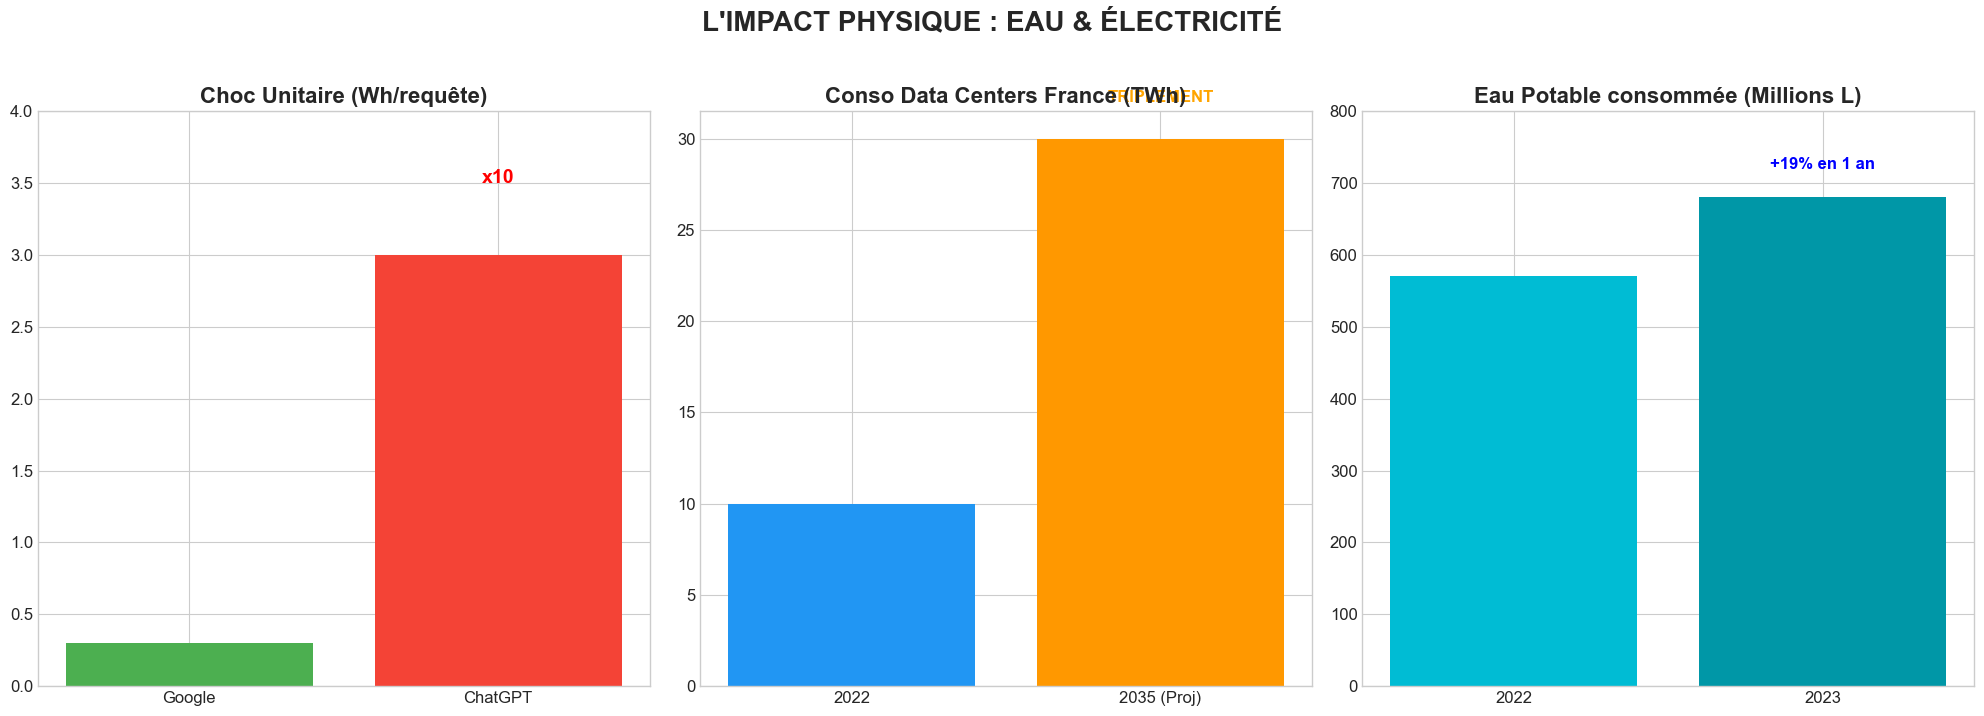 L'IMPACT PHYSIQUE : EAU & ÉLECTRICITÉ
Choc Unitaire (Wh/requête)
4.0
3.5
3.0
2.5
2.0
1.5
1.0
0.5
0.0
x10
Google
ChatGPT
Conso Data Centers France (TWh)
TRIPLEMENT
30
25
20
15
10
5
0
2022
2035 (Proj)
Eau Potable consommée (Millions L)
800
700
600
500
400
300
200
100
0
+19% en 1 an
2022
2023